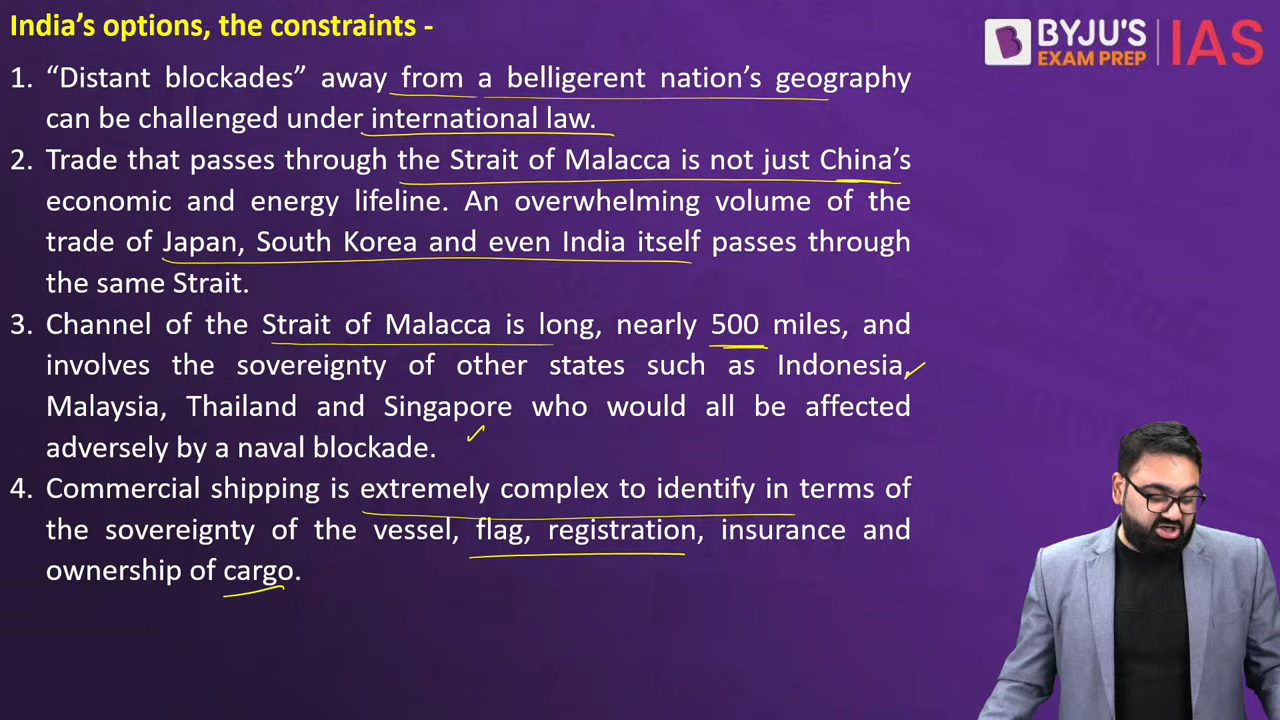 India's options, the constraints -
BYJU'S
EXAM PREP
IAS
1. “Distant blockades” away from a belligerent nation's geography
can be challenged under international law.
2. Trade that passes through the Strait of Malacca is not just China's
economic and energy lifeline. An overwhelming volume of the
trade of Japan, South Korea and even India itself passes through
the same Strait.
3. Channel of the Strait of Malacca is long, nearly 500 miles, and
involves the sovereignty of other states such as Indonesia,
Malaysia, Thailand and Singapore who would all be affected
adversely by a naval blockade.
4. Commercial shipping is extremely complex to identify in terms of
the sovereignty of the vessel, flag, registration, insurance and
ownership of cargo.